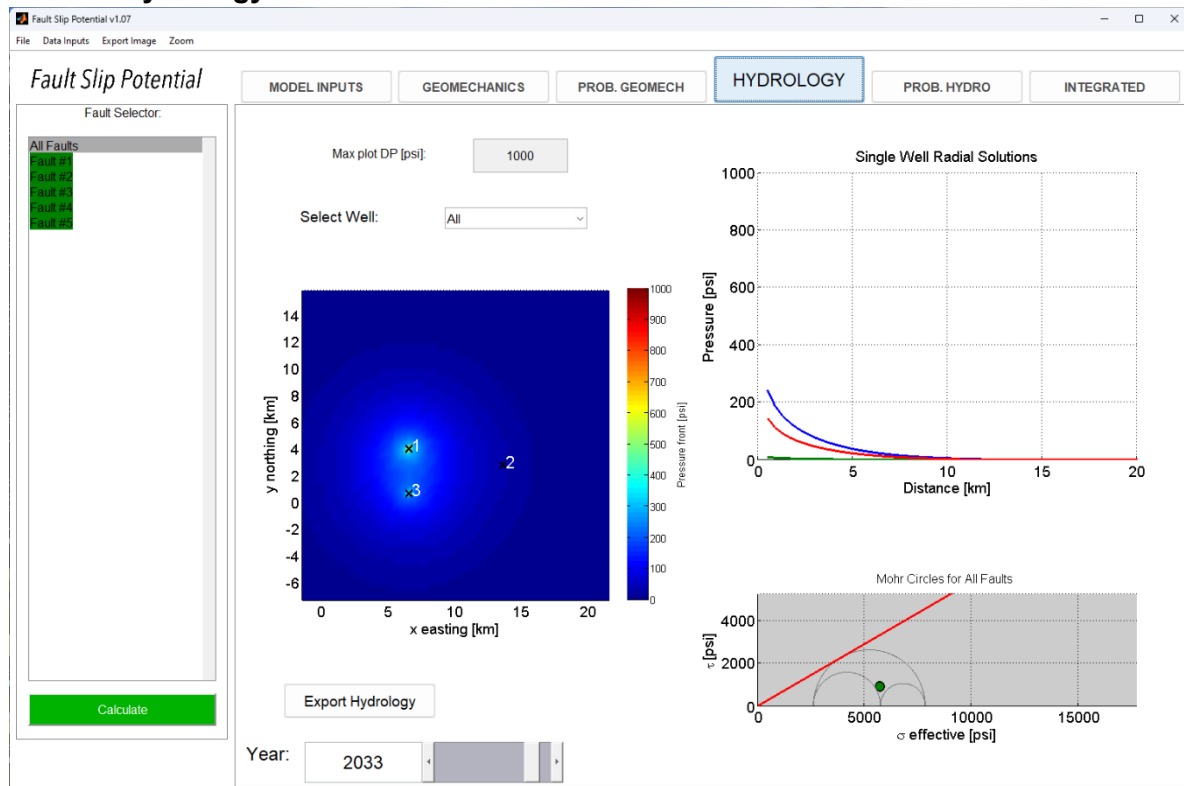 Fault Slip Potential v1.07
File Data Inputs Export Image Zoom
Fault Slip Potential
MODEL INPUTS
GEOMECHANICS
PROB. GEOMECH
HYDROLOGY
PROB. HYDRO
INTEGRATED
Fault Selector:
All Faults
Fault #1
Fault #2
Fault #3
Fault #4
Fault #5
Calculate
Max plot DP [psi]: 1000
Select Well: All
14
12
10
8
6
4
2
0
-2
-4
-6
y northing [km]
1
2
3
0 5 10 15 20
x easting [km]
1000
900
800
700
600
500
400
300
200
100
0
Pressure front [psi]
Export Hydrology
Year: 2033
Single Well Radial Solutions
1000
800
600
400
200
0
Pressure [psi]
0 5 10 15 20
Distance [km]
Mohr Circles for All Faults
4000
2000
0
τ [psi]
0 5000 10000 15000
σ effective [psi]